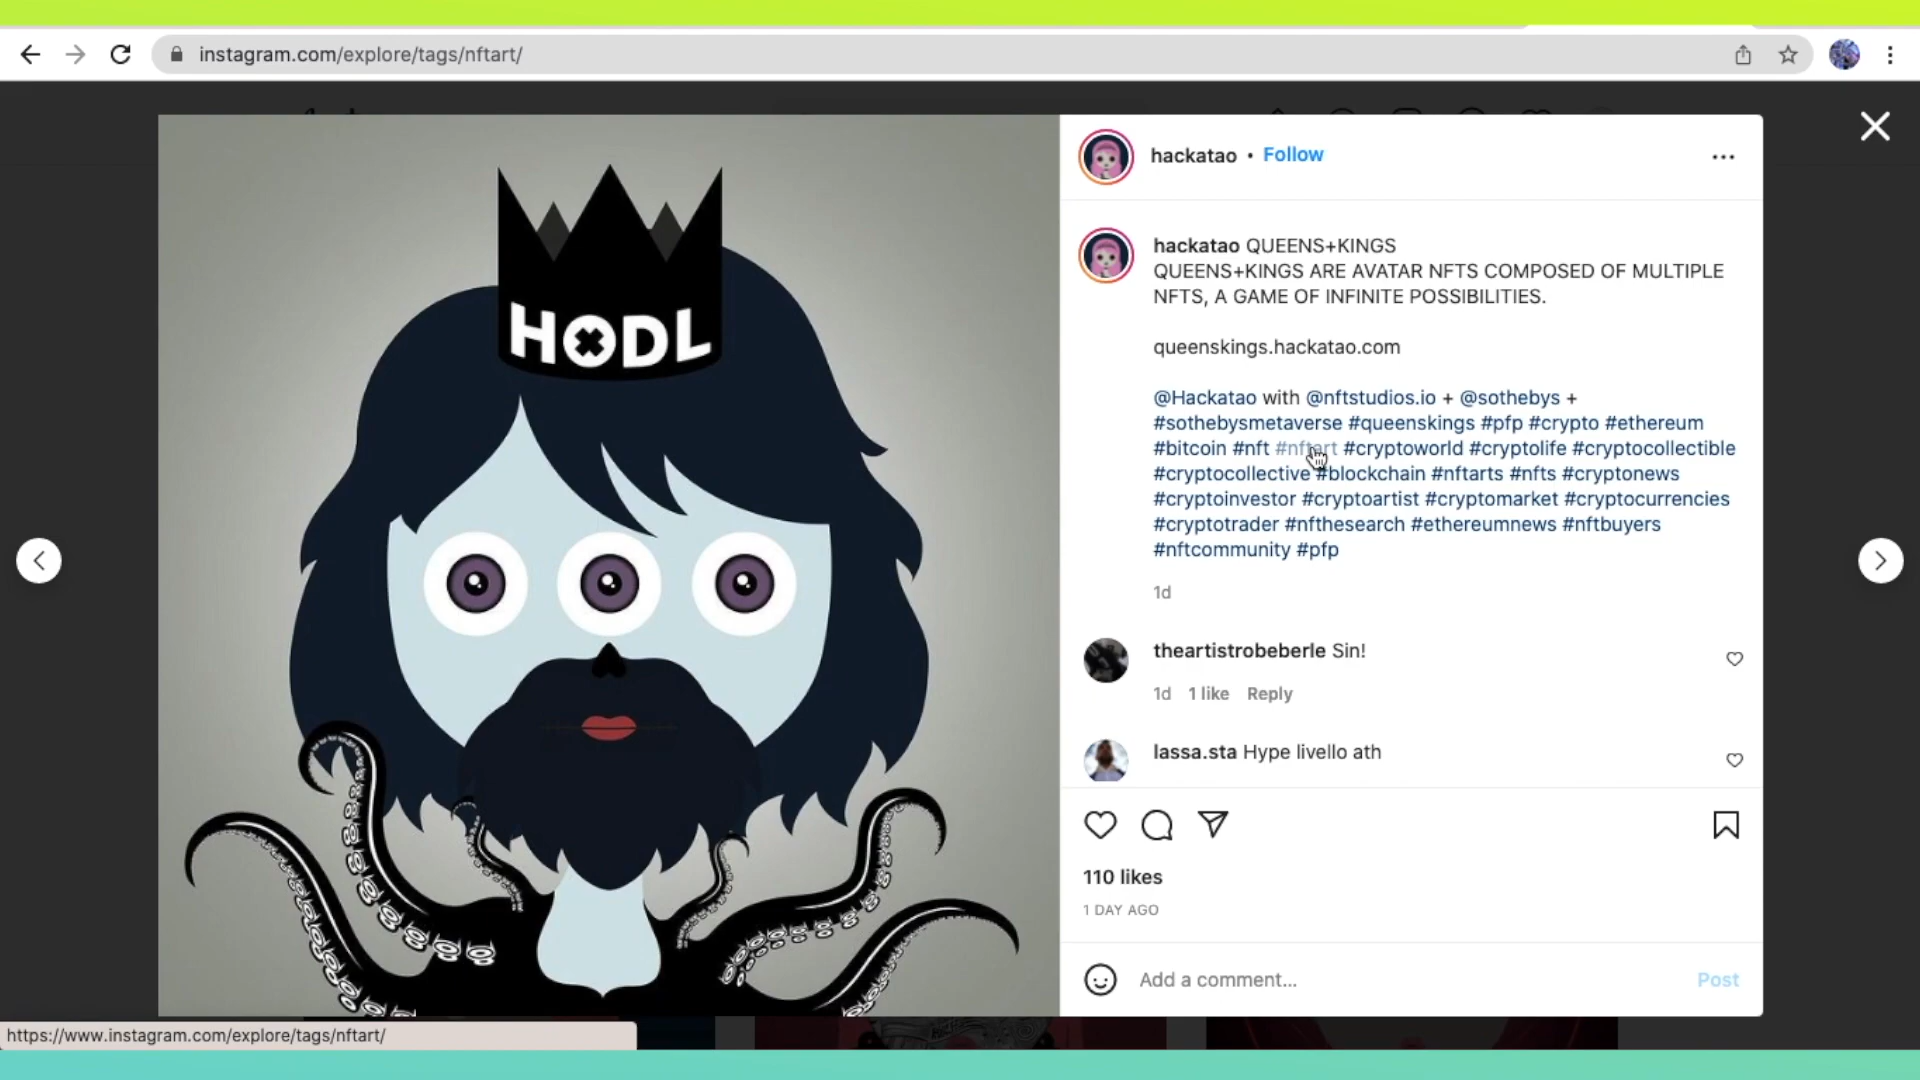 instagram.com/explore/tags/nftart/
HODL
hackatao • Follow
hackatao QUEENS+KINGS
QUEENS+KINGS ARE AVATAR NFTS COMPOSED OF MULTIPLE
NFTS, A GAME OF INFINITE POSSIBILITIES.
queenskings.hackatao.com
@Hackatao with @nftstudios.io + @sothebys +
#sothebysmetaverse #queenskings #pfp #crypto #ethereum
#bitcoin #nft #nftart #cryptoworld #cryptolife #cryptocollectible
#cryptocollective #blockchain #nftarts #nfts #cryptonews
#cryptoinvestor #cryptoartist #cryptomarket #cryptocurrencies
#cryptotrader #nfthesearch #ethereumnews #nftbuyers
#nftcommunity #pfp
1d
theartistrobeberle Sin!
1d 1 like Reply
lassa.sta Hype livello ath
110 likes
1 DAY AGO
Add a comment... Post
https://www.instagram.com/explore/tags/nftart/